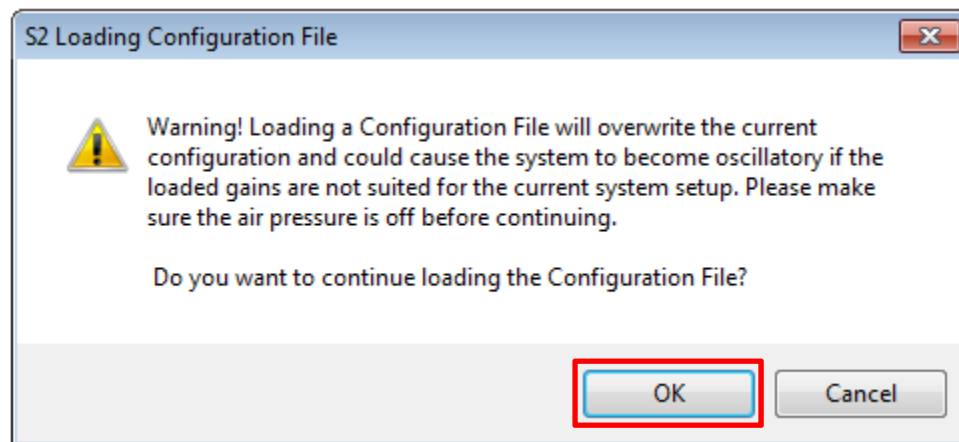 S2 Loading Configuration File
Warning! Loading a Configuration File will overwrite the current
configuration and could cause the system to become oscillatory if the
loaded gains are not suited for the current system setup. Please make
sure the air pressure is off before continuing.
Do you want to continue loading the Configuration File?
OK
Cancel